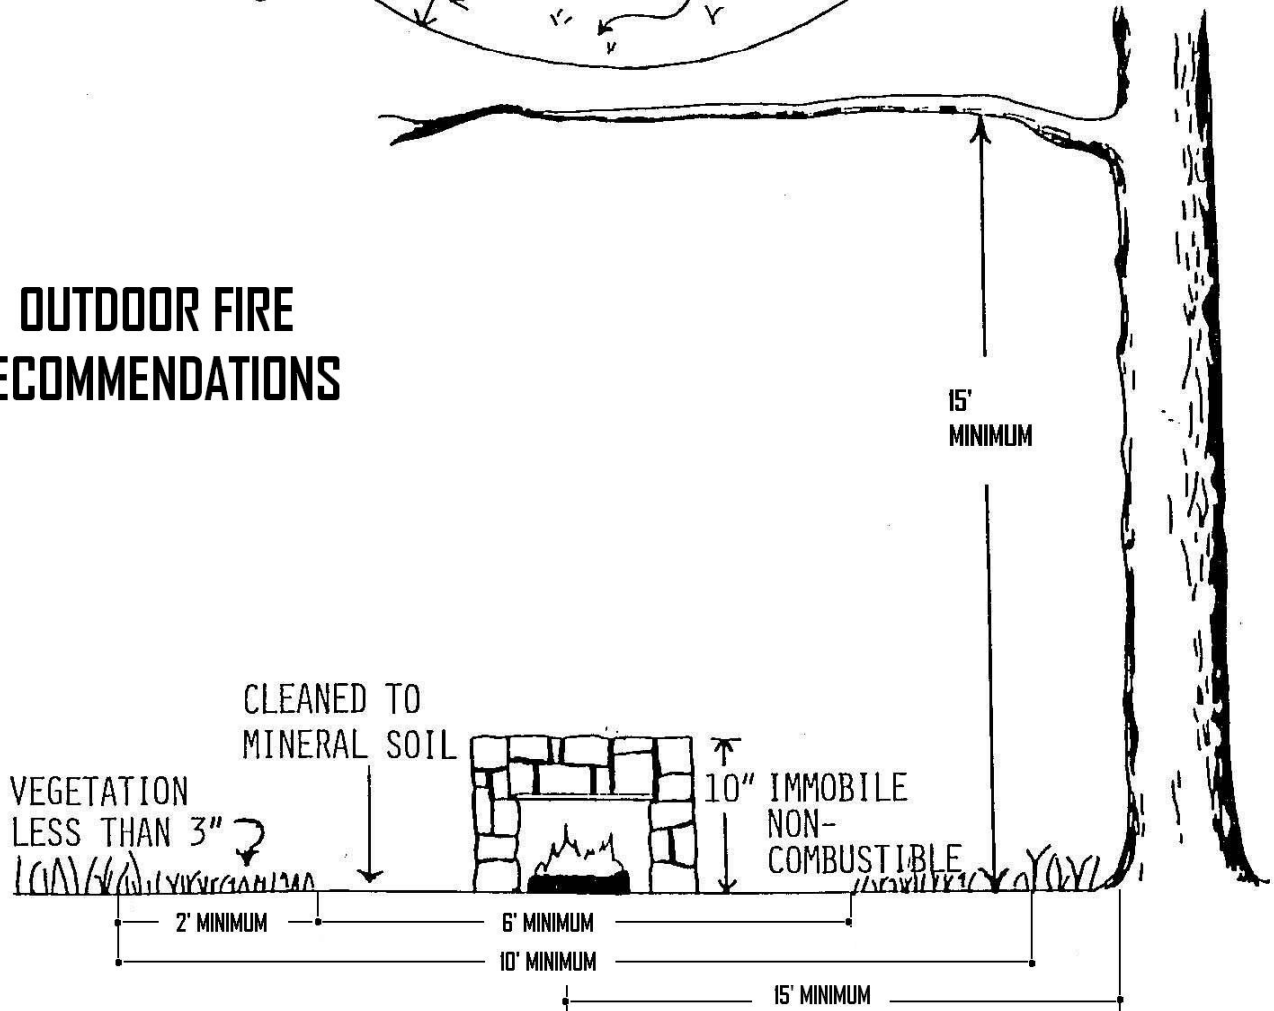 OUTDOOR FIRE
ECOMMENDATIONS
15'
MINIMUM
CLEANED TO
MINERAL SOIL
VEGETATION
LESS THAN 3"
10" IMMOBILE
NON-
COMBUSTIBLE
2' MINIMUM
6' MINIMUM
10' MINIMUM
15' MINIMUM